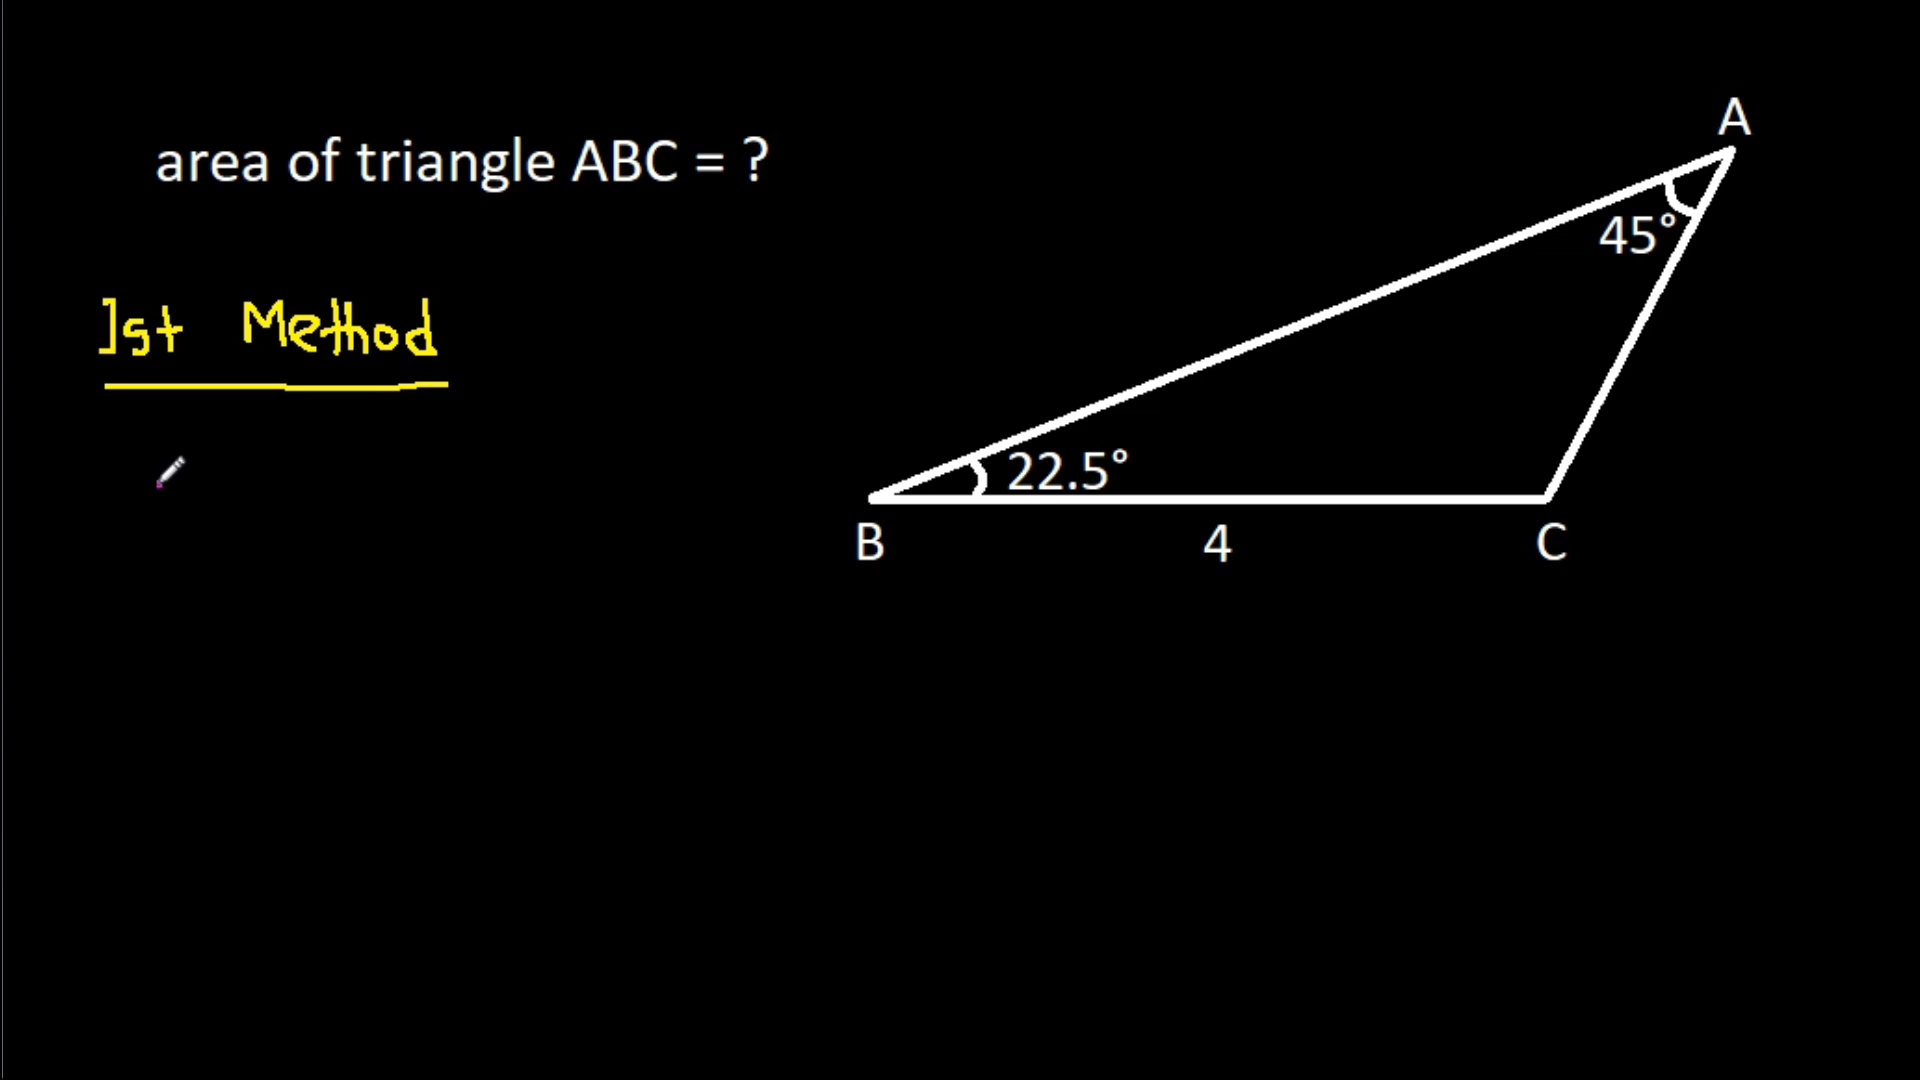 area of triangle ABC = ?
A
45°
1st Method
22.5°
B
4
C